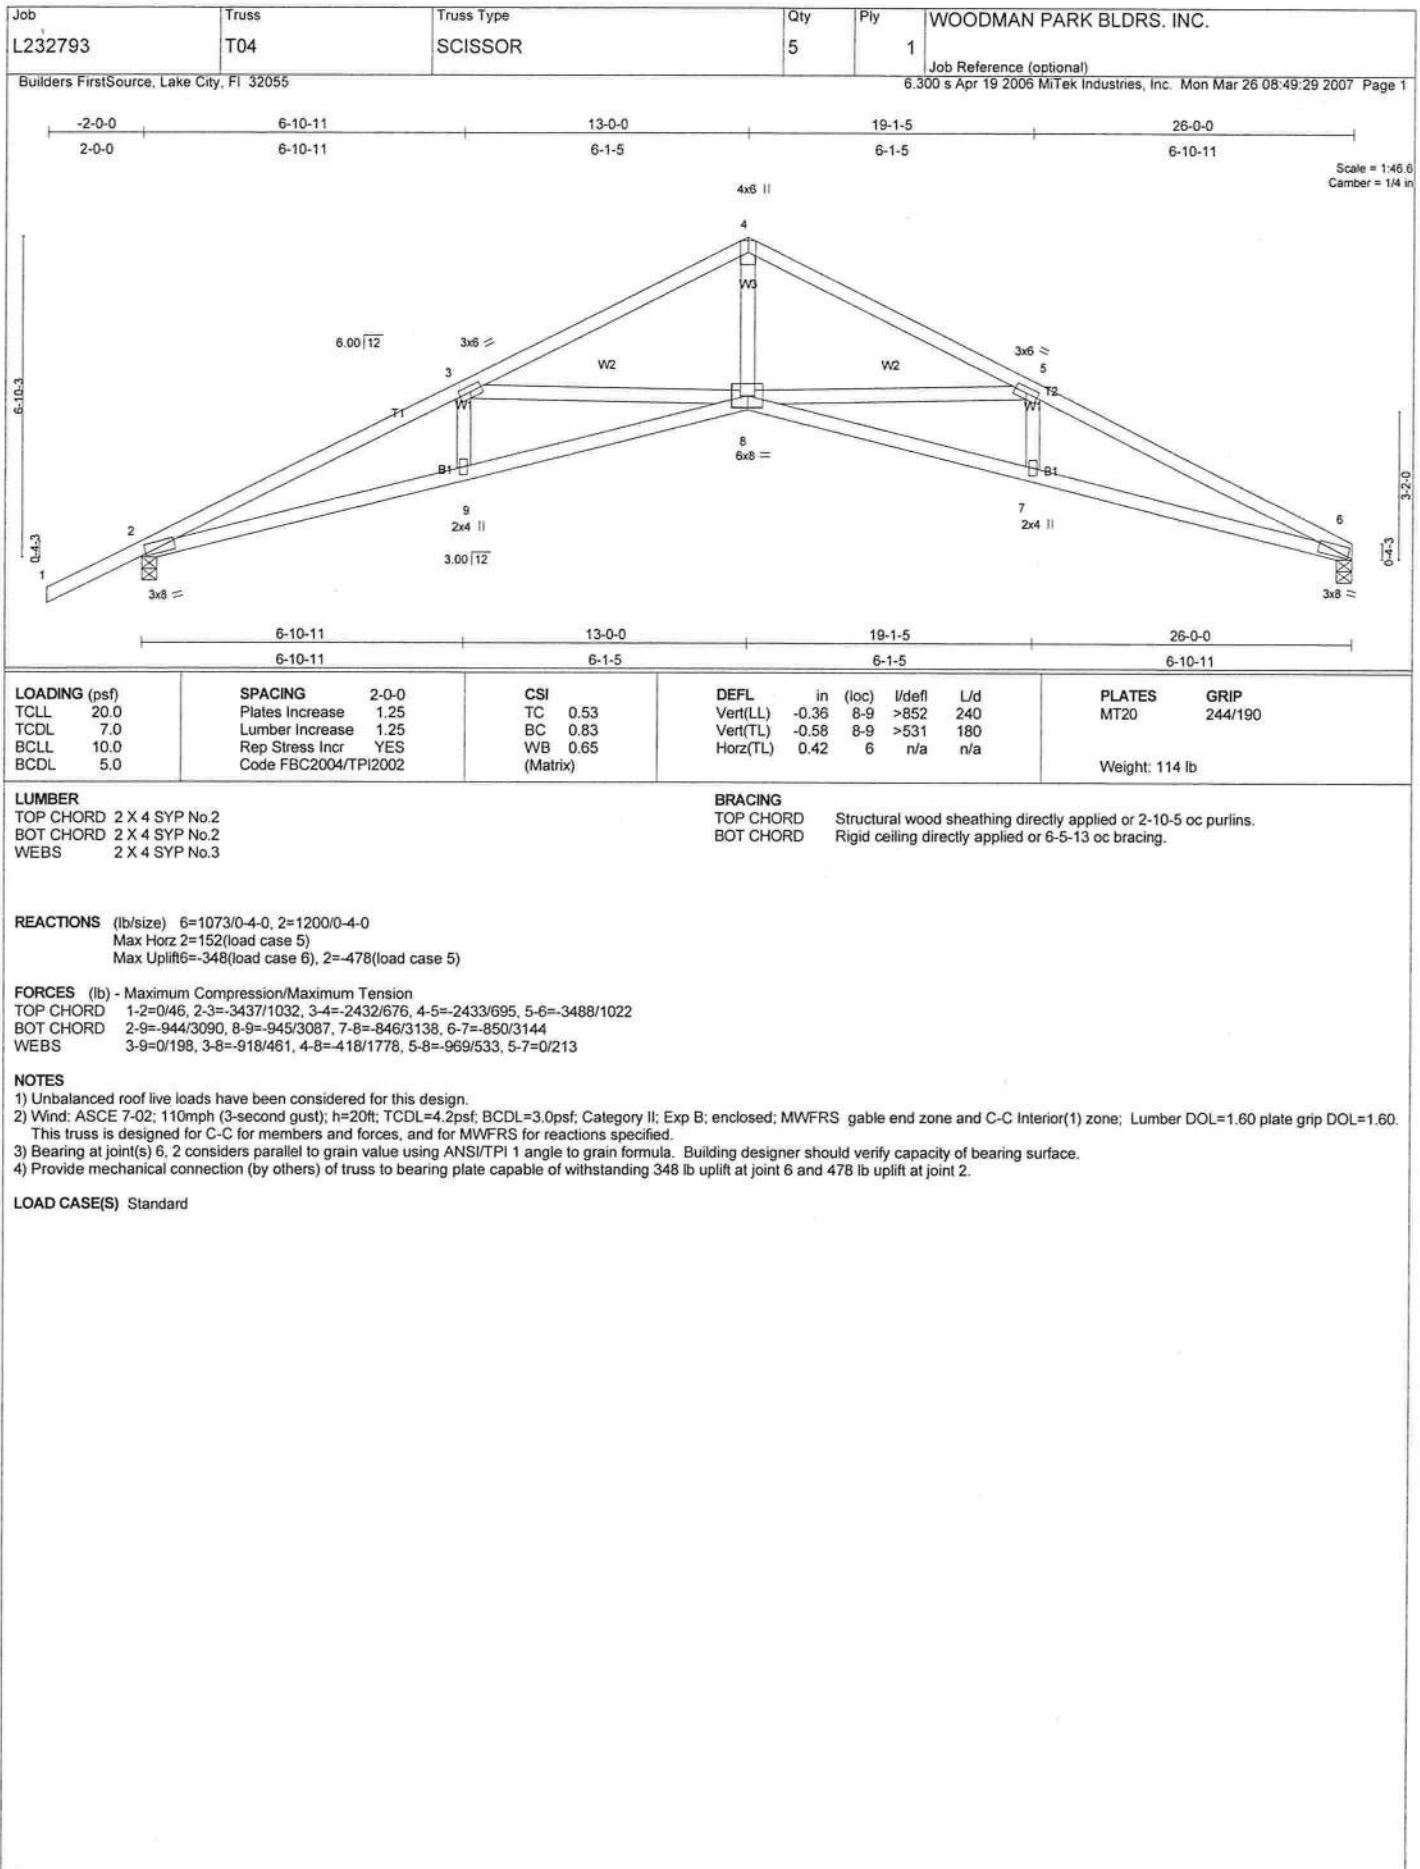 Job Truss Truss Type Qty Ply WOODMAN PARK BLDRS. INC.
L232793 T04 SCISSOR 5 1
Job Reference (optional)
Builders FirstSource, Lake City, Fl 32055 6.300 s Apr 19 2006 MiTek Industries, Inc. Mon Mar 26 08:49:29 2007 Page 1
-2-0-0 6-10-11 13-0-0 19-1-5 26-0-0
2-0-0 6-10-11 6-1-5 6-1-5 6-10-11
Scale = 1:46.6
Camber = 1/4 in
4x6 ||
4
W3
6.00 12
3x6 =
3
W2
W2
3x6 =
5
T2
6-10-3
T1
W1
W1
8
6x8 =
B1
B1
3-2-0
9
2x4 ||
7
2x4 ||
2
6
0-4-3
0-4-3
3.00 12
1
3x8 =
3x8 =
6-10-11 13-0-0 19-1-5 26-0-0
6-10-11 6-1-5 6-1-5 6-10-11
LOADING (psf) SPACING 2-0-0 CSI DEFL in (loc) l/defl L/d PLATES GRIP
TCLL 20.0 Plates Increase 1.25 TC 0.53 Vert(LL) -0.36 8-9 >852 240 MT20 244/190
TCDL 7.0 Lumber Increase 1.25 BC 0.83 Vert(TL) -0.58 8-9 >531 180
BCLL 10.0 Rep Stress Incr YES WB 0.65 Horz(TL) 0.42 6 n/a n/a
BCDL 5.0 Code FBC2004/TPI2002 (Matrix) Weight: 114 lb
LUMBER
TOP CHORD 2 X 4 SYP No.2
BOT CHORD 2 X 4 SYP No.2
WEBS 2 X 4 SYP No.3
BRACING
TOP CHORD Structural wood sheathing directly applied or 2-10-5 oc purlins.
BOT CHORD Rigid ceiling directly applied or 6-5-13 oc bracing.
REACTIONS (lb/size) 6=1073/0-4-0, 2=1200/0-4-0
Max Horz 2=152(load case 5)
Max Uplift6=-348(load case 6), 2=-478(load case 5)
FORCES (lb) - Maximum Compression/Maximum Tension
TOP CHORD 1-2=0/46, 2-3=-3437/1032, 3-4=-2432/676, 4-5=-2433/695, 5-6=-3488/1022
BOT CHORD 2-9=-944/3090, 8-9=-945/3087, 7-8=-846/3138, 6-7=-850/3144
WEBS 3-9=0/198, 3-8=-918/461, 4-8=-418/1778, 5-8=-969/533, 5-7=0/213
NOTES
1) Unbalanced roof live loads have been considered for this design.
2) Wind: ASCE 7-02; 110mph (3-second gust); h=20ft; TCDL=4.2psf; BCDL=3.0psf; Category II; Exp B; enclosed; MWFRS gable end zone and C-C Interior(1) zone; Lumber DOL=1.60 plate grip DOL=1.60.
This truss is designed for C-C for members and forces, and for MWFRS for reactions specified.
3) Bearing at joint(s) 6, 2 considers parallel to grain value using ANSI/TPI 1 angle to grain formula. Building designer should verify capacity of bearing surface.
4) Provide mechanical connection (by others) of truss to bearing plate capable of withstanding 348 lb uplift at joint 6 and 478 lb uplift at joint 2.
LOAD CASE(S) Standard